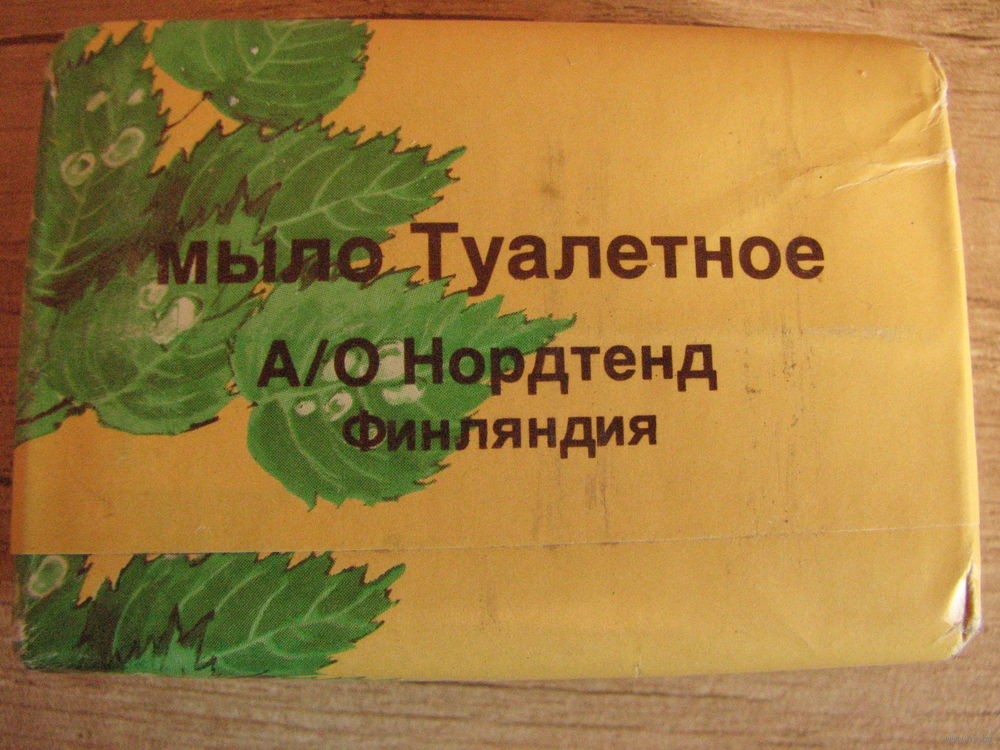 мыло Туалетное
А/О Нордтенд
Финляндия